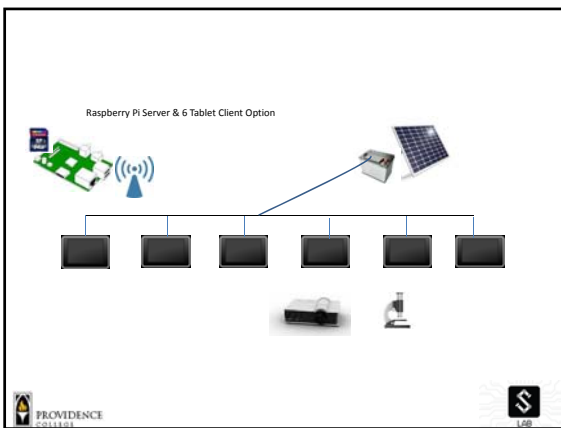 Raspberry Pi Server & 6 Tablet Client Option
PROVIDENCE
COLLEGE
S
LAB